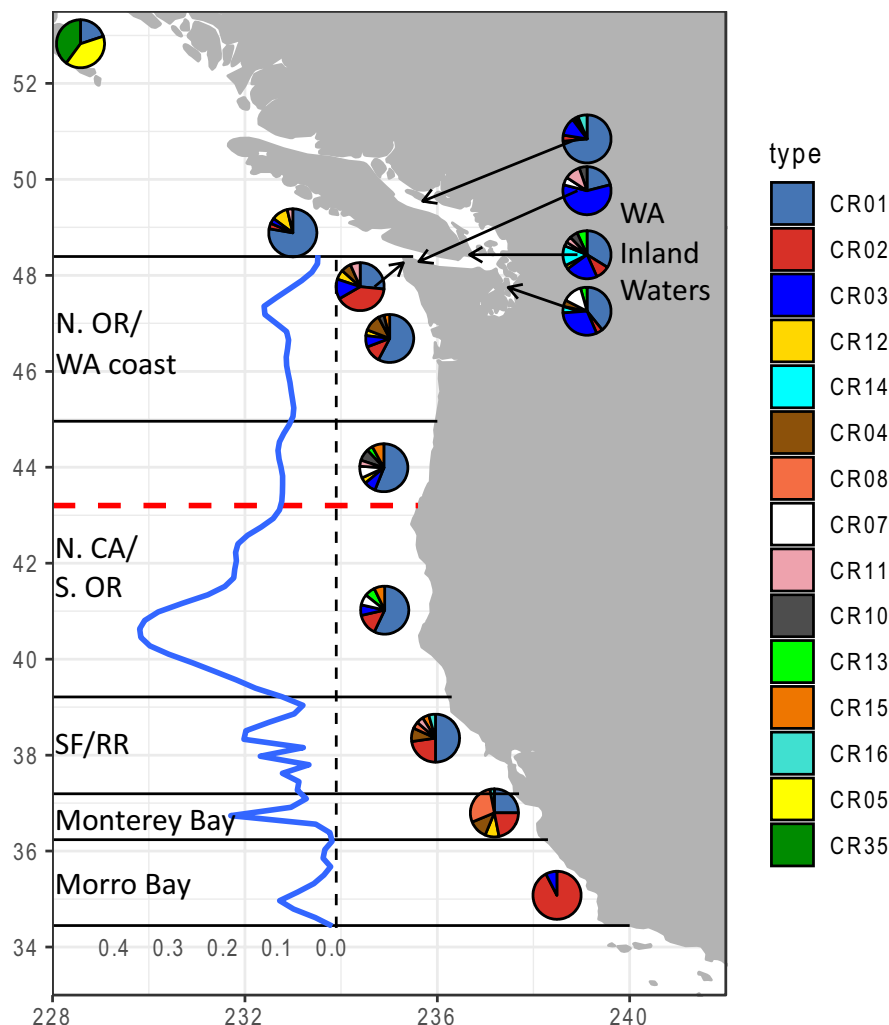 52
50
48
46
44
42
40
38
36
34
228
232
236
240
0.4 0.3 0.2 0.1 0.0
N. OR/
WA coast
N. CA/
S. OR
SF/RR
Monterey Bay
Morro Bay
WA
Inland
Waters
type
CR01
CR02
CR03
CR12
CR14
CR04
CR08
CR07
CR11
CR10
CR13
CR15
CR16
CR05
CR35